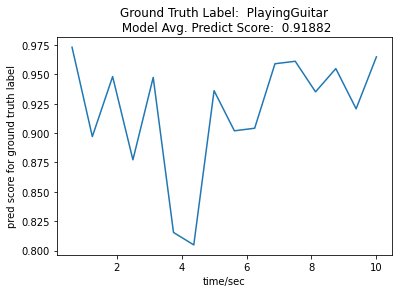 Ground Truth Label:  PlayingGuitar
Model Avg. Predict Score:  0.91882
pred score for ground truth label
0.975
0.950
0.925
0.900
0.875
0.850
0.825
0.800
2 4 6 8 10
time/sec